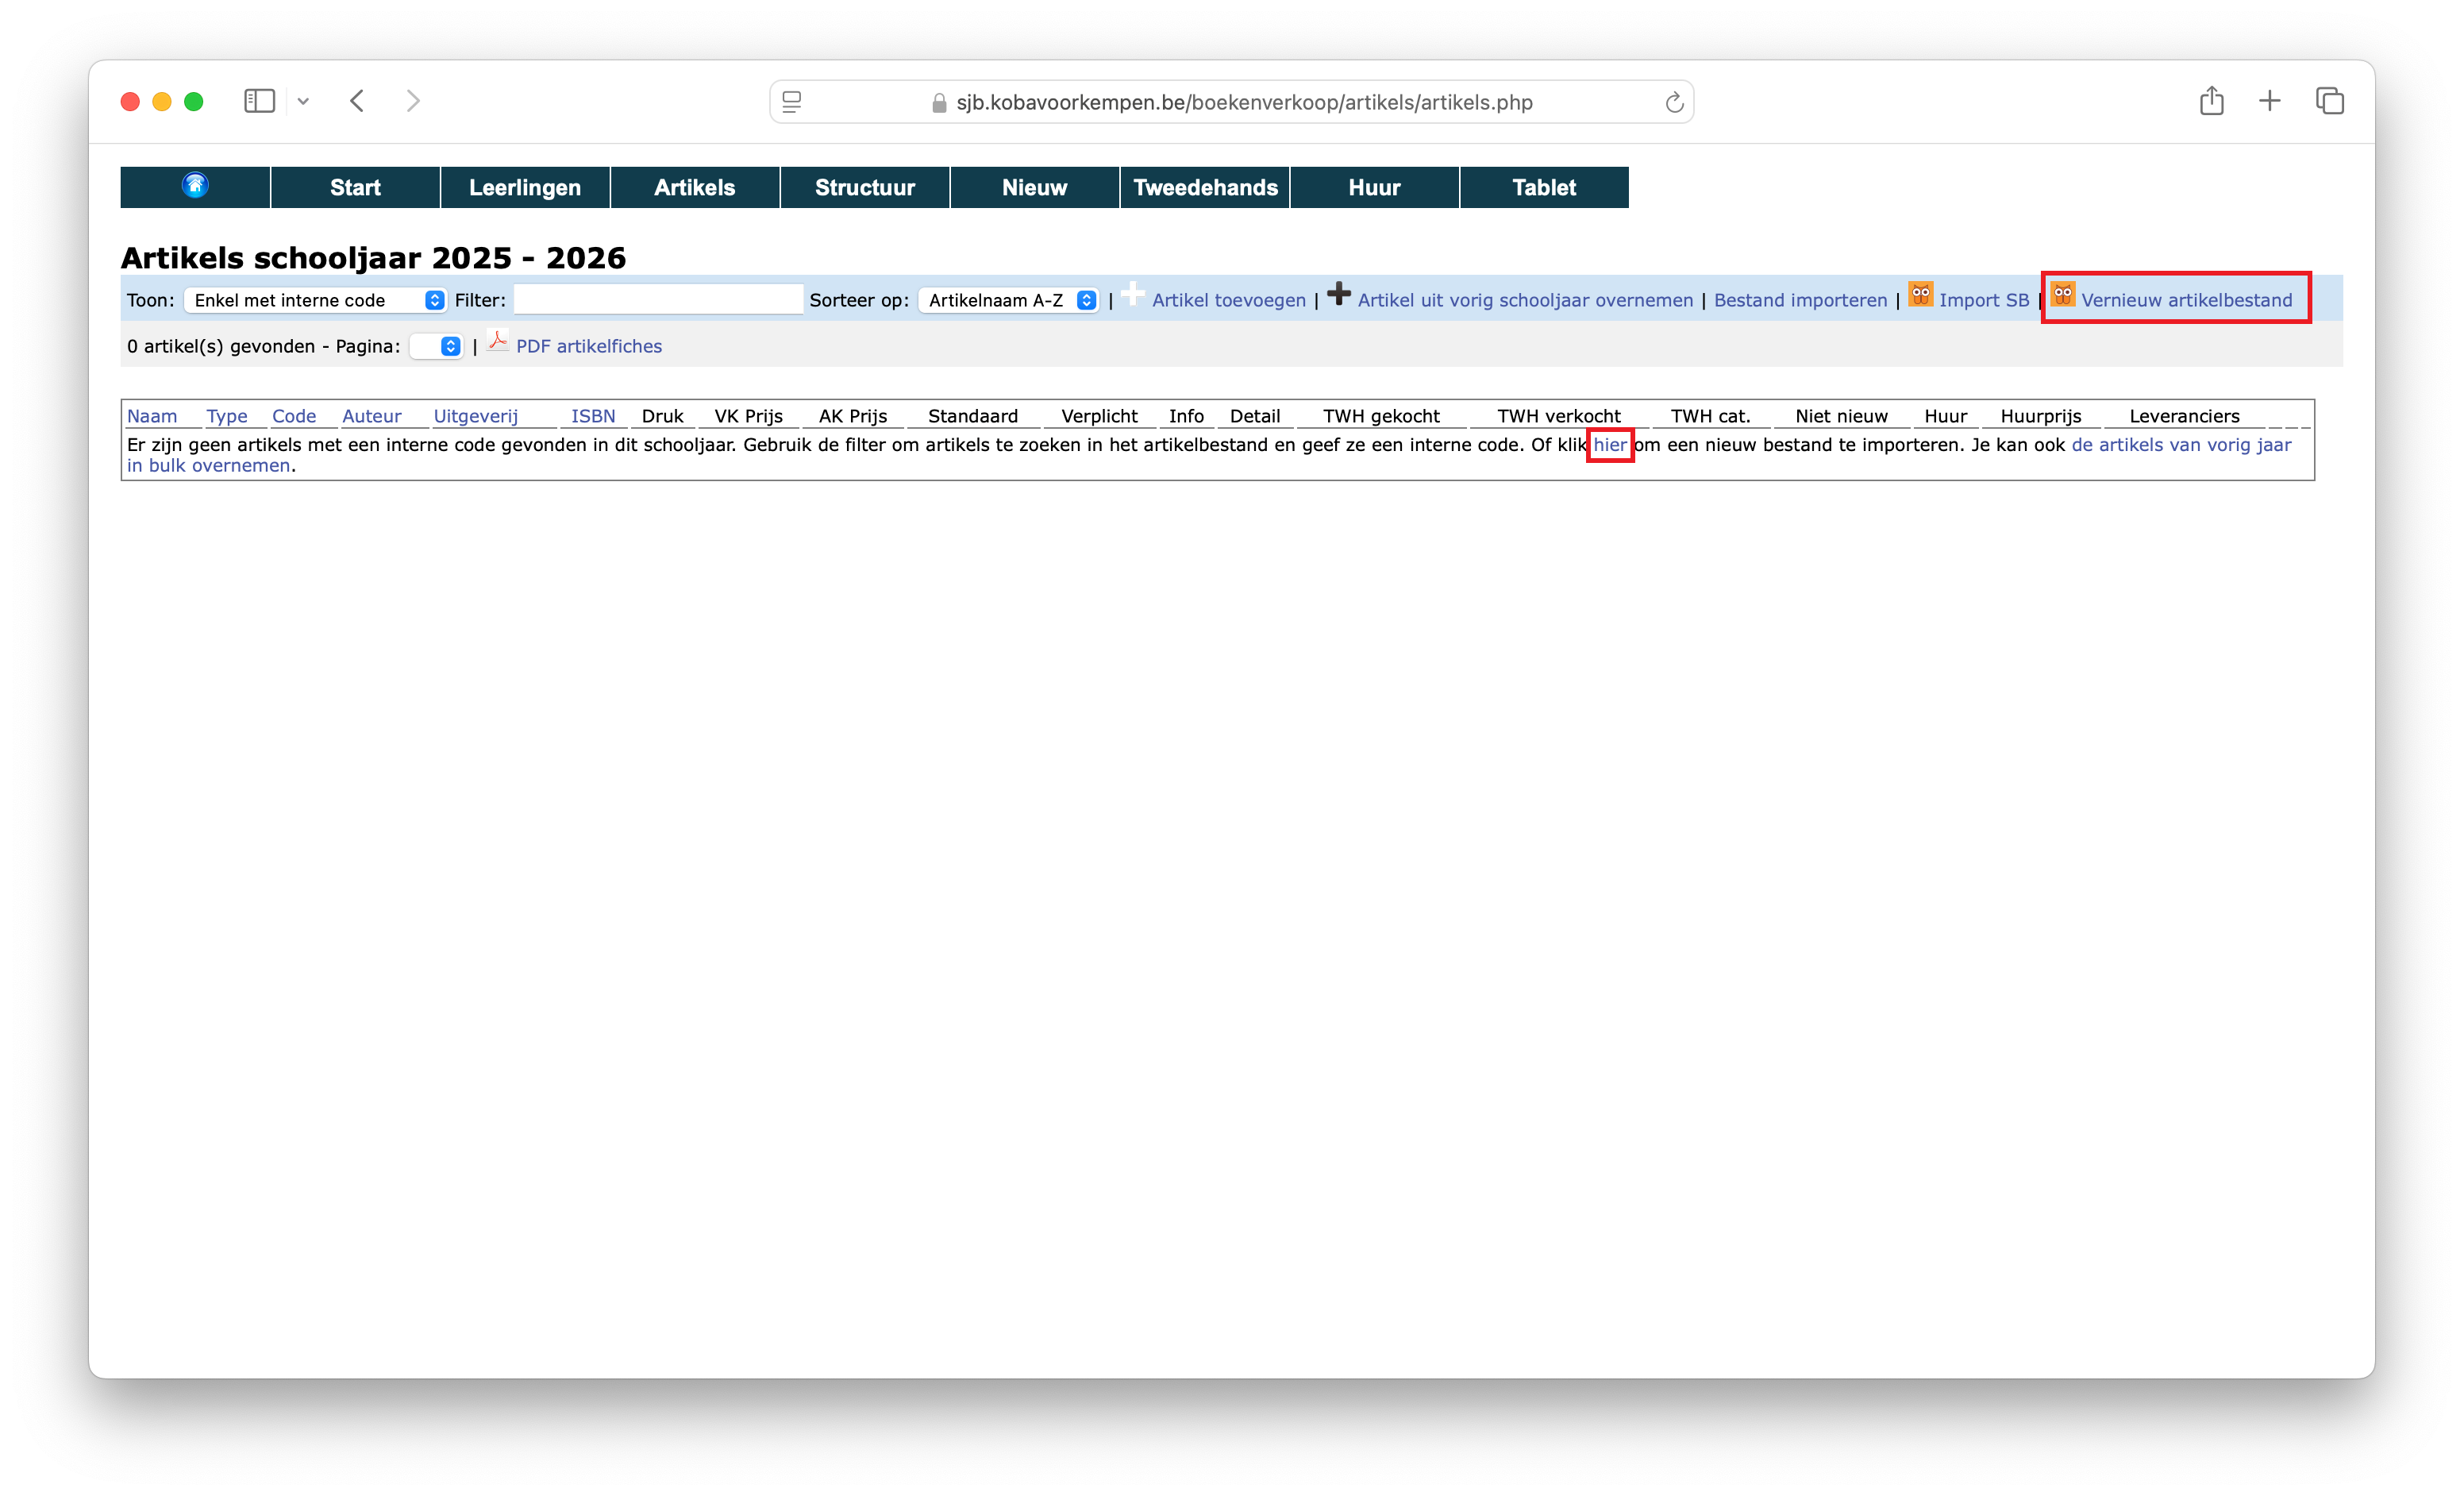 sjb.kobavoorkempen.be/boekenverkoop/artikels/artikels.php
Start Leerlingen Artikels Structuur Nieuw Tweedehands Huur Tablet
Artikels schooljaar 2025 - 2026
Toon: Enkel met interne code Filter: Sorteer op: Artikelnaam A-Z | Artikel toevoegen | Artikel uit vorig schooljaar overnemen | Bestand importeren | Import SB | Vernieuw artikelbestand
0 artikel(s) gevonden - Pagina: | PDF artikelfiches
Naam Type Code Auteur Uitgeverij ISBN Druk VK Prijs AK Prijs Standaard Verplicht Info Detail TWH gekocht TWH verkocht TWH cat. Niet nieuw Huur Huurprijs Leveranciers
Er zijn geen artikels met een interne code gevonden in dit schooljaar. Gebruik de filter om artikels te zoeken in het artikelbestand en geef ze een interne code. Of klik hier om een nieuw bestand te importeren. Je kan ook de artikels van vorig jaar
in bulk overnemen.